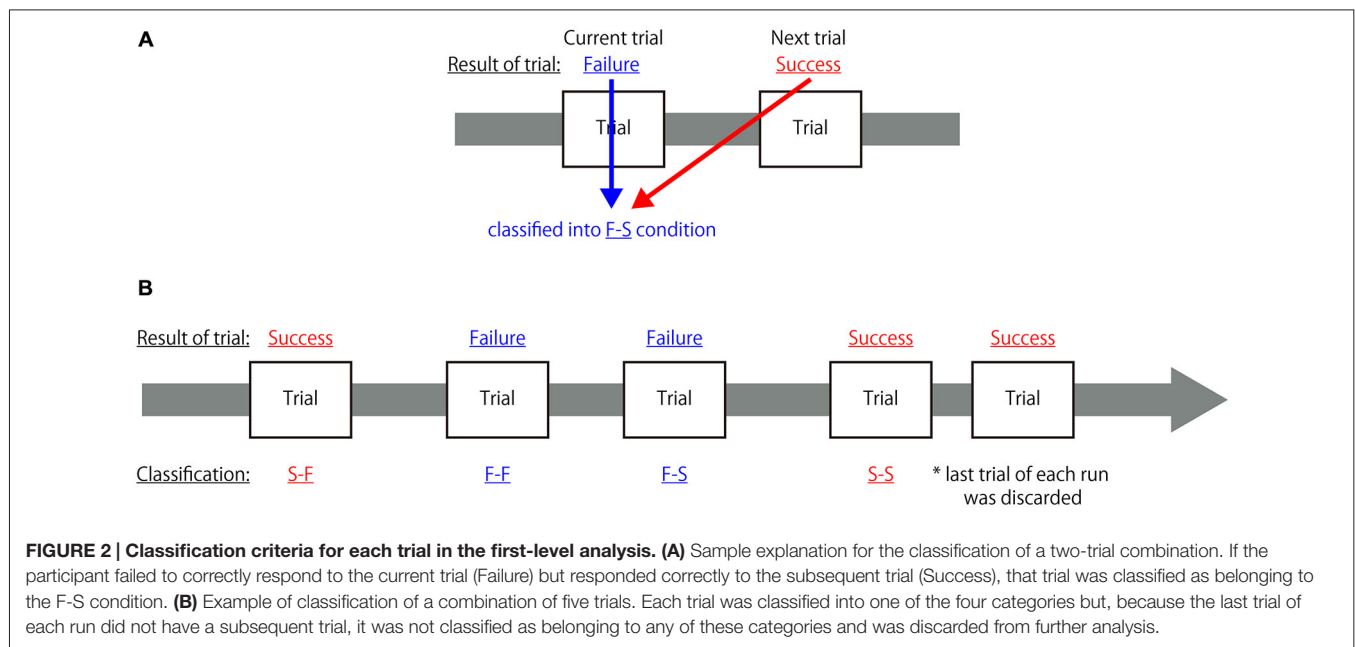 A
Current trial Next trial
Result of trial: Failure Success
Trial Trial
classified into F-S condition
B
Result of trial: Success Failure Failure Success Success
Trial Trial Trial Trial Trial
Classification: S-F F-F F-S S-S * last trial of each run
was discarded
FIGURE 2 | Classification criteria for each trial in the first-level analysis. (A) Sample explanation for the classification of a two-trial combination. If the
participant failed to correctly respond to the current trial (Failure) but responded correctly to the subsequent trial (Success), that trial was classified as belonging to
the F-S condition. (B) Example of classification of a combination of five trials. Each trial was classified into one of the four categories but, because the last trial of
each run did not have a subsequent trial, it was not classified as belonging to any of these categories and was discarded from further analysis.